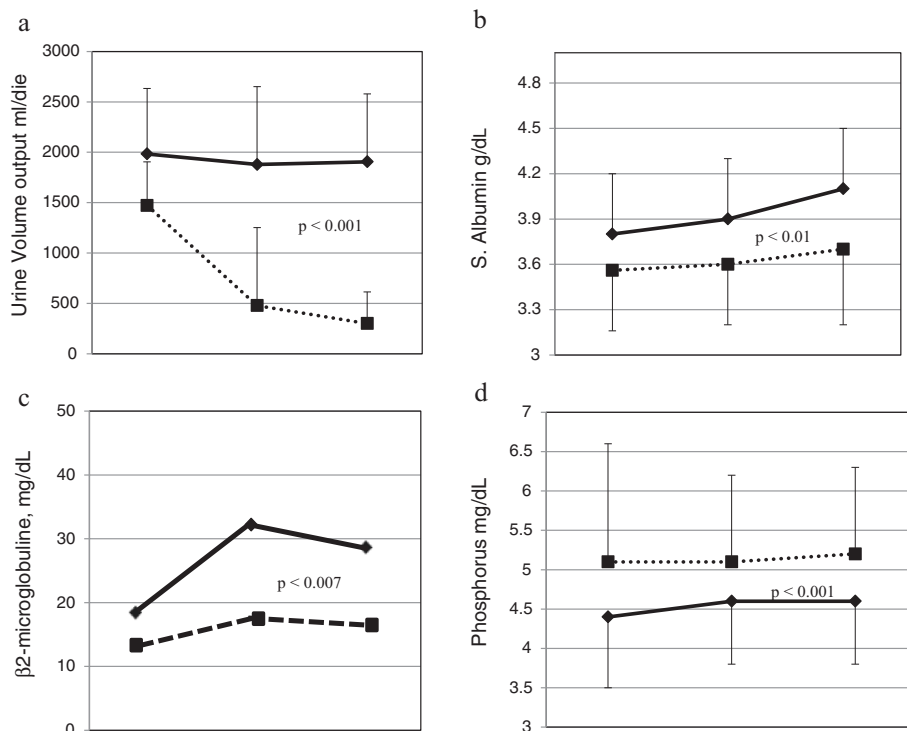 a
Urine Volume output ml/die
3000
2500
2000
1500
1000
500
0
p < 0.001
b
S. Albumin g/dL
4.8
4.5
4.2
3.9
3.6
3.3
3
p < 0.01
c
β2-microglobuline, mg/dL
50
40
30
20
10
0
p < 0.007
d
Phosphorus mg/dL
7
6.5
6
5.5
5
4.5
4
3.5
3
p < 0.001